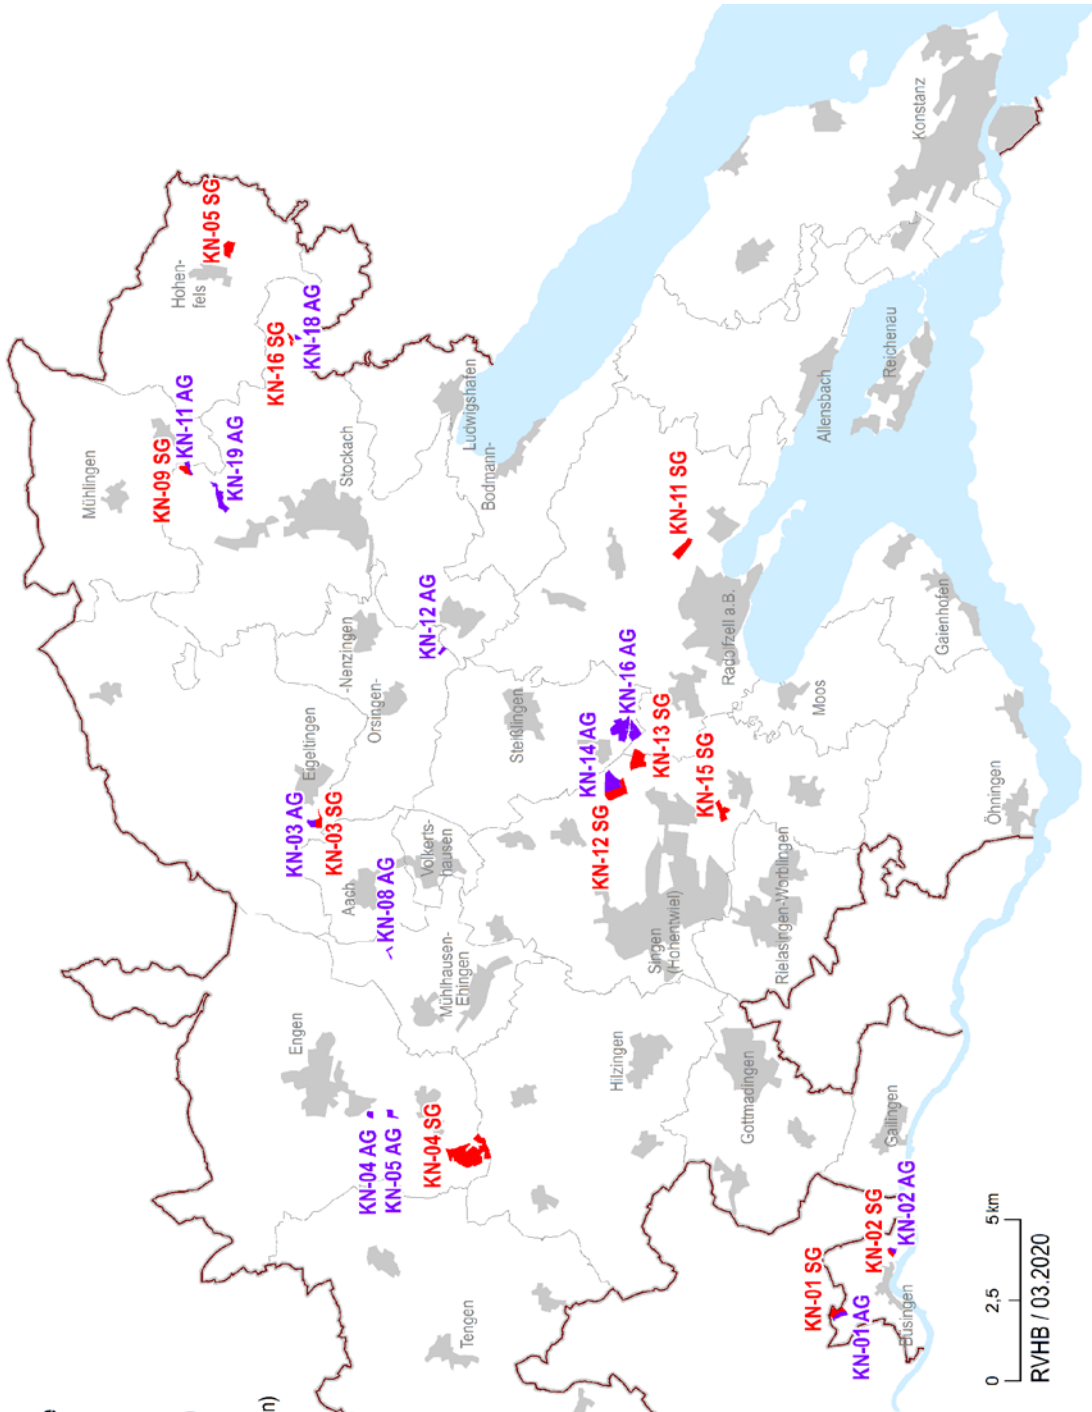 KN-05 SG
Hohen-
fels
KN-16 SG
KN-18 AG
Mühlingen
KN-09 SG
KN-11 AG
KN-19 AG
Stockach
Ludwigshafen
Bodmann-
Konstanz
Reichenau
Allensbach
KN-11 SG
Radolfzell a.B.
Gaienhofen
Moos
Öhningen
KN-12 AG
-Nenzingen
Orsingen-
Eigeltingen
KN-03 AG
KN-03 SG
Steißlingen
KN-14 AG
KN-16 AG
KN-13 SG
KN-12 SG
KN-15 SG
Aach
Volkerts-
hausen
KN-08 AG
Singen
(Hohentwiel)
Rielasingen-Worblingen
Mühlhausen-
Ehingen
Engen
KN-04 AG
KN-05 AG
KN-04 SG
Hilzingen
Gottmadingen
Gailingen
Tengen
KN-02 SG
KN-02 AG
KN-01 SG
KN-01 AG
Büsingen
0 2,5 5 km
RVHB / 03.2020
n)